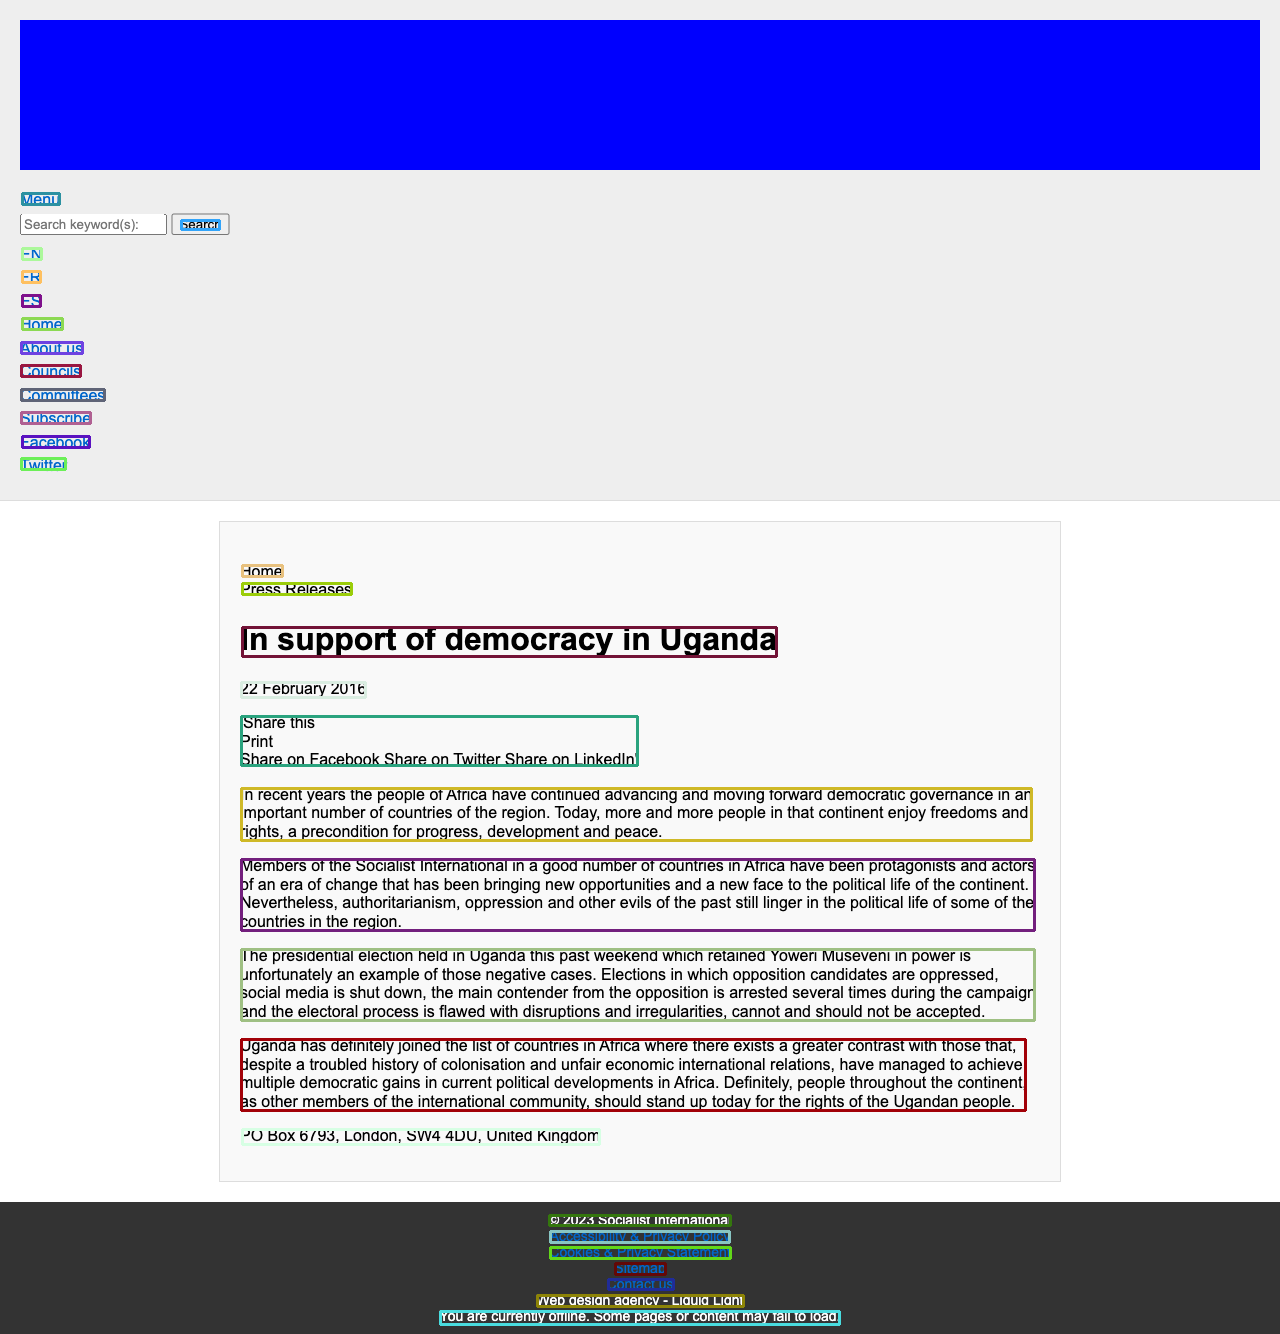 Menu
Search keyword(s):
Search
EN
FR
ES
Home
About us
Councils
Committees
Subscribe
Facebook
Twitter
Home
Press Releases
In support of democracy in Uganda
22 February 2016
Share this
Print
Share on Facebook Share on Twitter Share on LinkedIn'
In recent years the people of Africa have continued advancing and moving forward democratic governance in an
important number of countries of the region. Today, more and more people in that continent enjoy freedoms and
rights, a precondition for progress, development and peace.
Members of the Socialist International in a good number of countries in Africa have been protagonists and actors
of an era of change that has been bringing new opportunities and a new face to the political life of the continent.
Nevertheless, authoritarianism, oppression and other evils of the past still linger in the political life of some of the
countries in the region.
The presidential election held in Uganda this past weekend which retained Yoweri Museveni in power is
unfortunately an example of those negative cases. Elections in which opposition candidates are oppressed,
social media is shut down, the main contender from the opposition is arrested several times during the campaign
and the electoral process is flawed with disruptions and irregularities, cannot and should not be accepted.
Uganda has definitely joined the list of countries in Africa where there exists a greater contrast with those that,
despite a troubled history of colonisation and unfair economic international relations, have managed to achieve
multiple democratic gains in current political developments in Africa. Definitely, people throughout the continent,
as other members of the international community, should stand up today for the rights of the Ugandan people.
PO Box 6793, London, SW4 4DU, United Kingdom
© 2023 Socialist International
Accessibility & Privacy Policy
Cookies & Privacy Statement
Sitemap
Contact us
Web design agency - Liquid Light
You are currently offline. Some pages or content may fail to load.